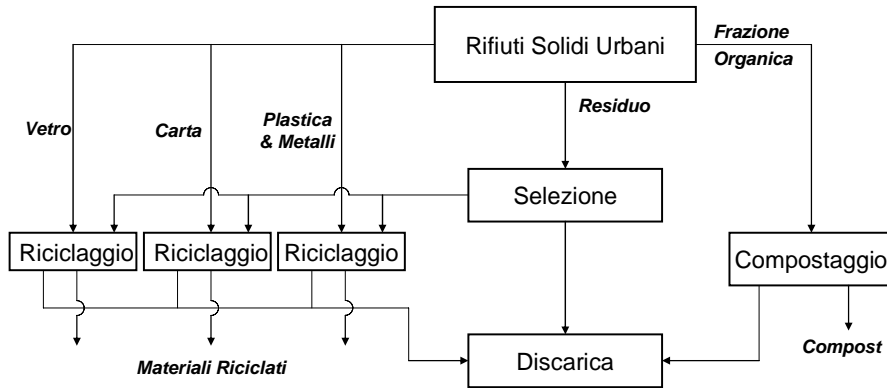 Rifiuti Solidi Urbani
Frazione
Organica
Vetro
Carta
Plastica
& Metalli
Residuo
Selezione
Riciclaggio
Riciclaggio
Riciclaggio
Compostaggio
Materiali Riciclati
Discarica
Compost